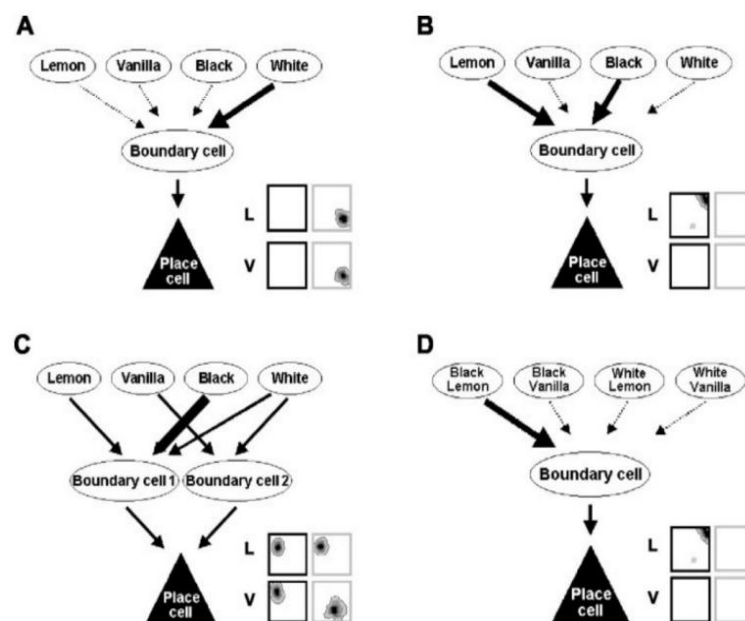 A
Lemon Vanilla Black White
Boundary cell
L
V
Place
cell
B
Lemon Vanilla Black White
Boundary cell
L
V
Place
cell
C
Lemon Vanilla Black White
Boundary cell 1 Boundary cell 2
L
V
Place
cell
D
Black
Lemon
Black
Vanilla
White
Lemon
White
Vanilla
Boundary cell
L
V
Place
cell